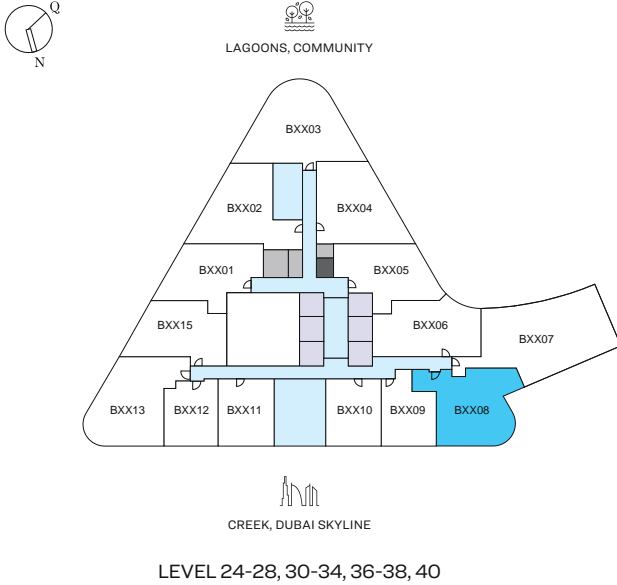 Q
N
LAGOONS, COMMUNITY
BXX03
BXX02
BXX04
BXX01
BXX05
BXX15
BXX06
BXX07
BXX13
BXX12
BXX11
BXX10
BXX09
BXX08
CREEK, DUBAI SKYLINE
LEVEL 24-28, 30-34, 36-38, 40